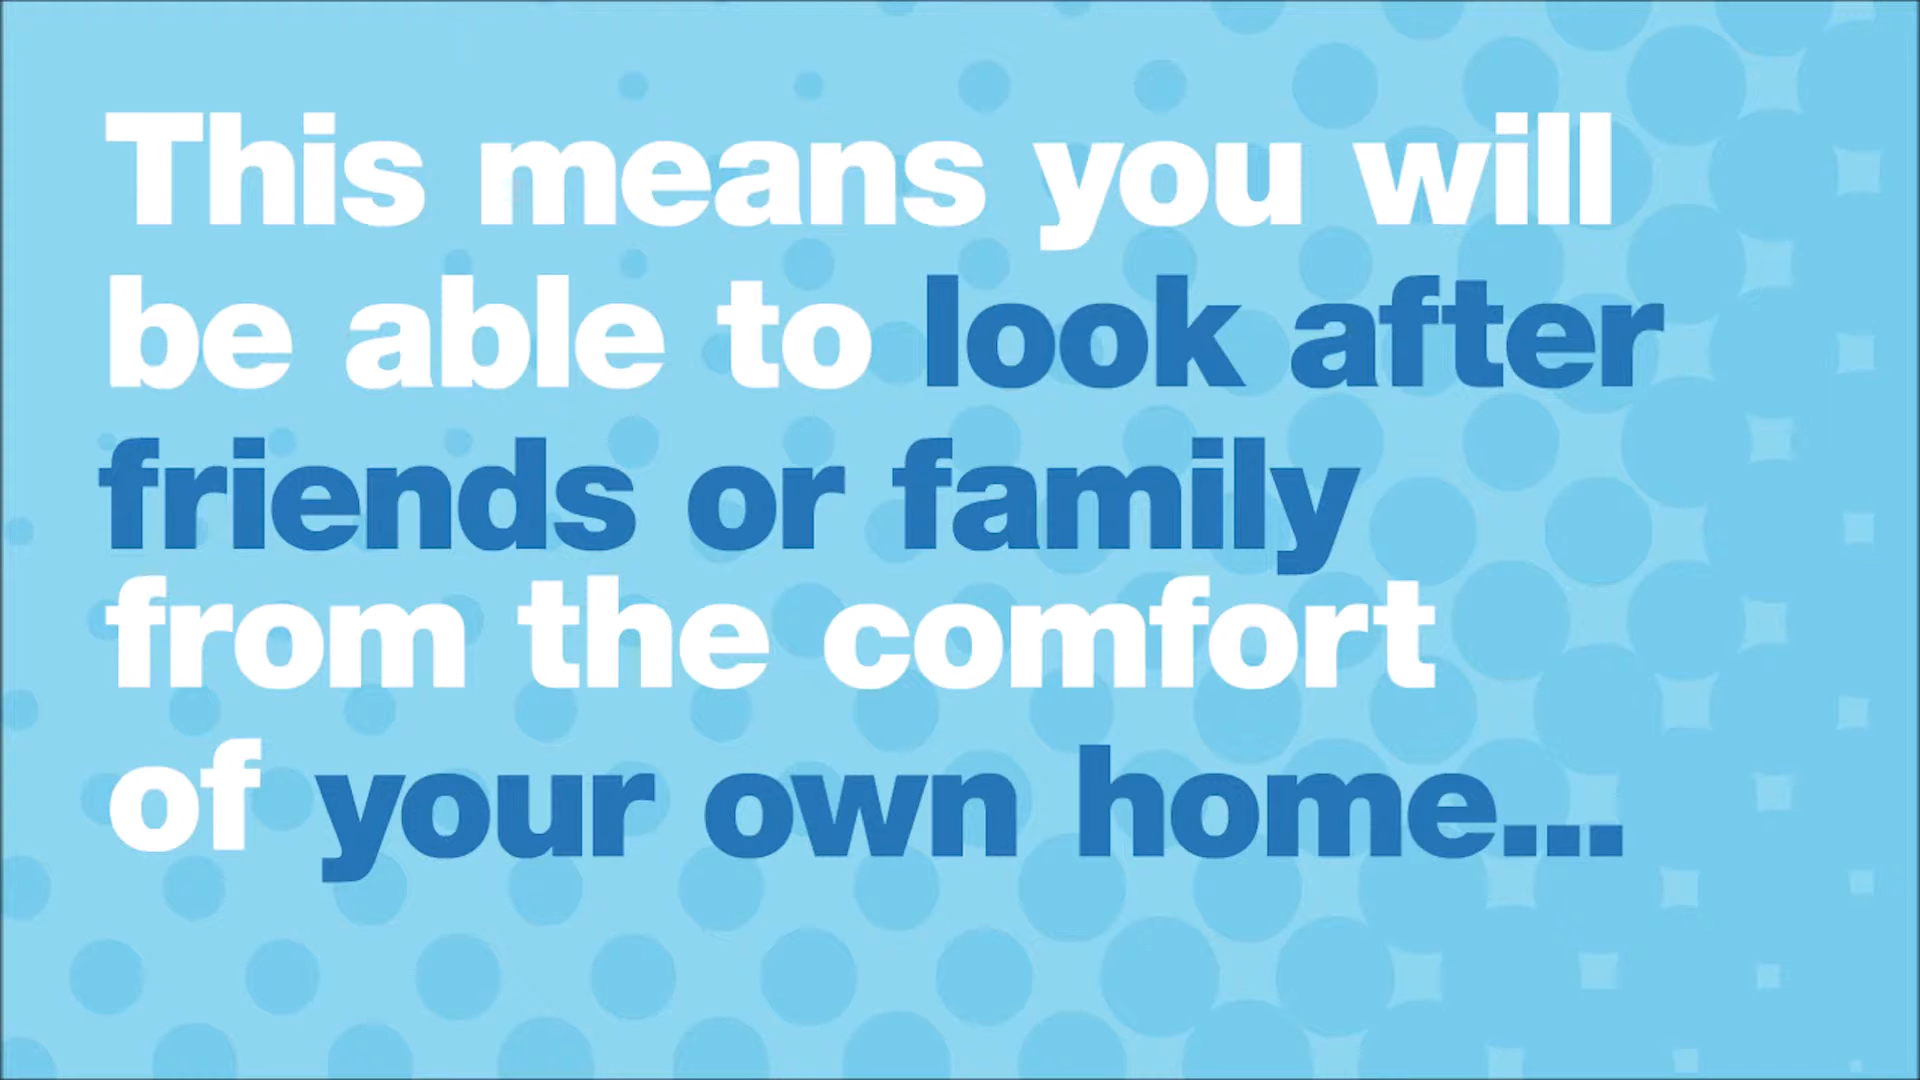 This means you will
be able to look after
friends or family
from the comfort
of your own home...